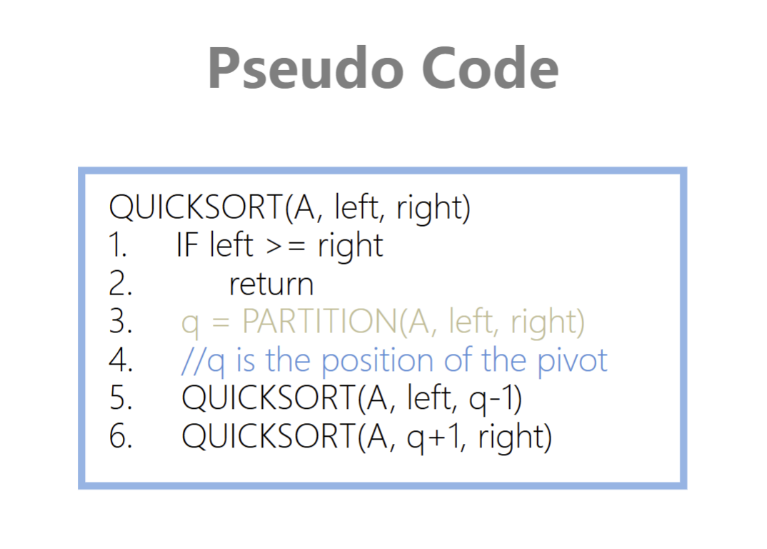 Pseudo Code
QUICKSORT(A, left, right)
1. IF left >= right
2. return
3. q = PARTITION(A, left, right)
4. //q is the position of the pivot
5. QUICKSORT(A, left, q-1)
6. QUICKSORT(A, q+1, right)